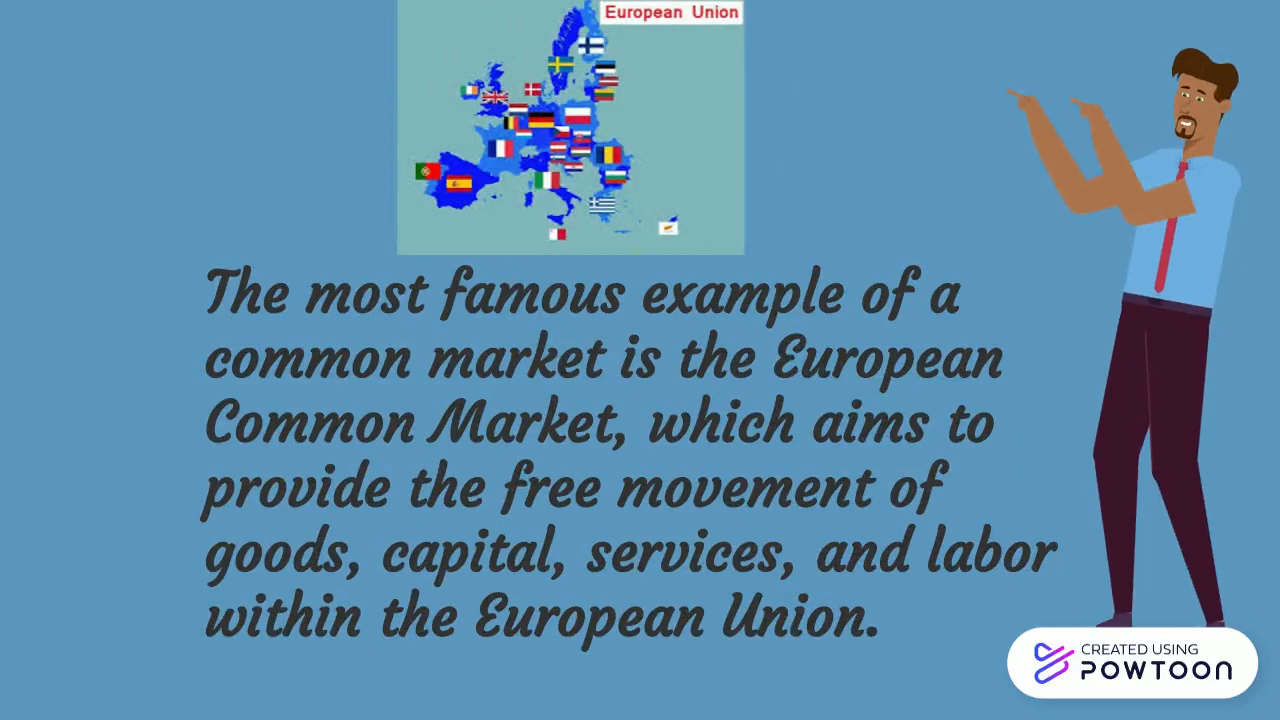 European Union
The most famous example of a
common market is the European
Common Market, which aims to
provide the free movement of
goods, capital, services, and labor
within the European Union.
CREATED USING
POWTOON